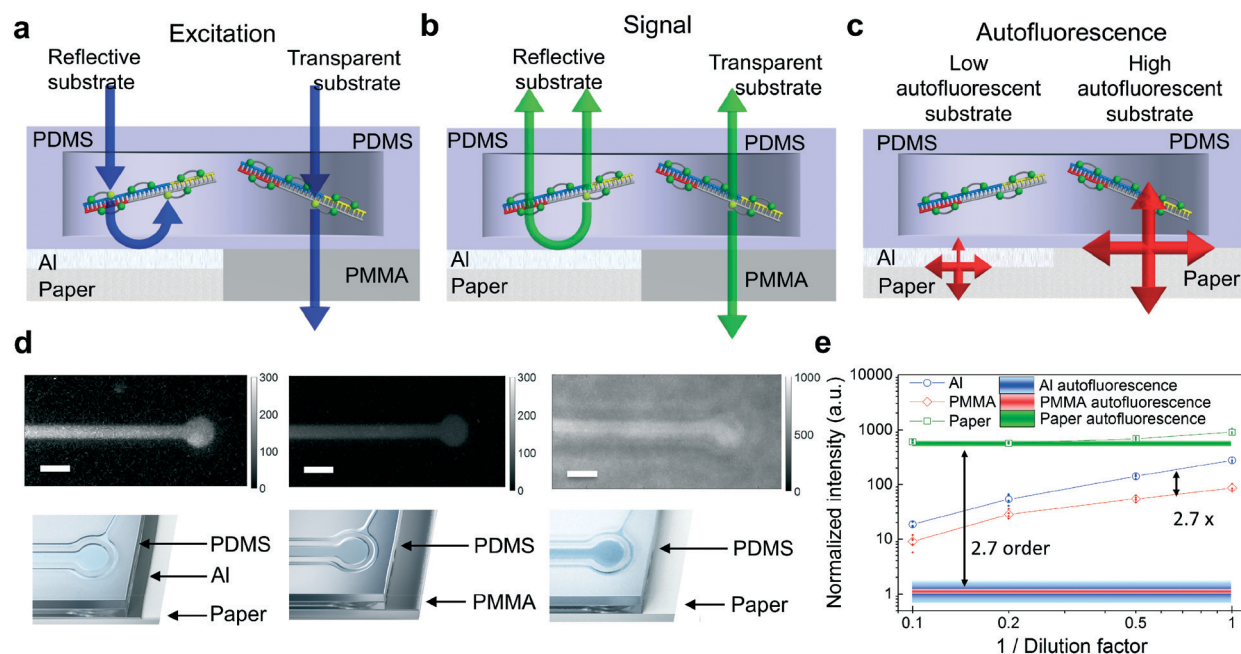 a
Excitation
Reflective
substrate
Transparent
substrate
PDMS
PDMS
Al
Paper
PMMA
b
Signal
Reflective
substrate
Transparent
substrate
PDMS
PDMS
Al
Paper
PMMA
c
Autofluorescence
Low
autofluorescent
substrate
High
autofluorescent
substrate
PDMS
PDMS
Al
Paper
Paper
d
300
200
100
0
300
200
100
0
1000
500
0
PDMS
Al
Paper
PDMS
PMMA
PDMS
Paper
e
Normalized intensity (a.u.)
10000
1000
100
10
1
Al
PMMA
Paper
Al autofluorescence
PMMA autofluorescence
Paper autofluorescence
2.7 order
2.7 x
0.1
0.2
0.5
1
1 / Dilution factor